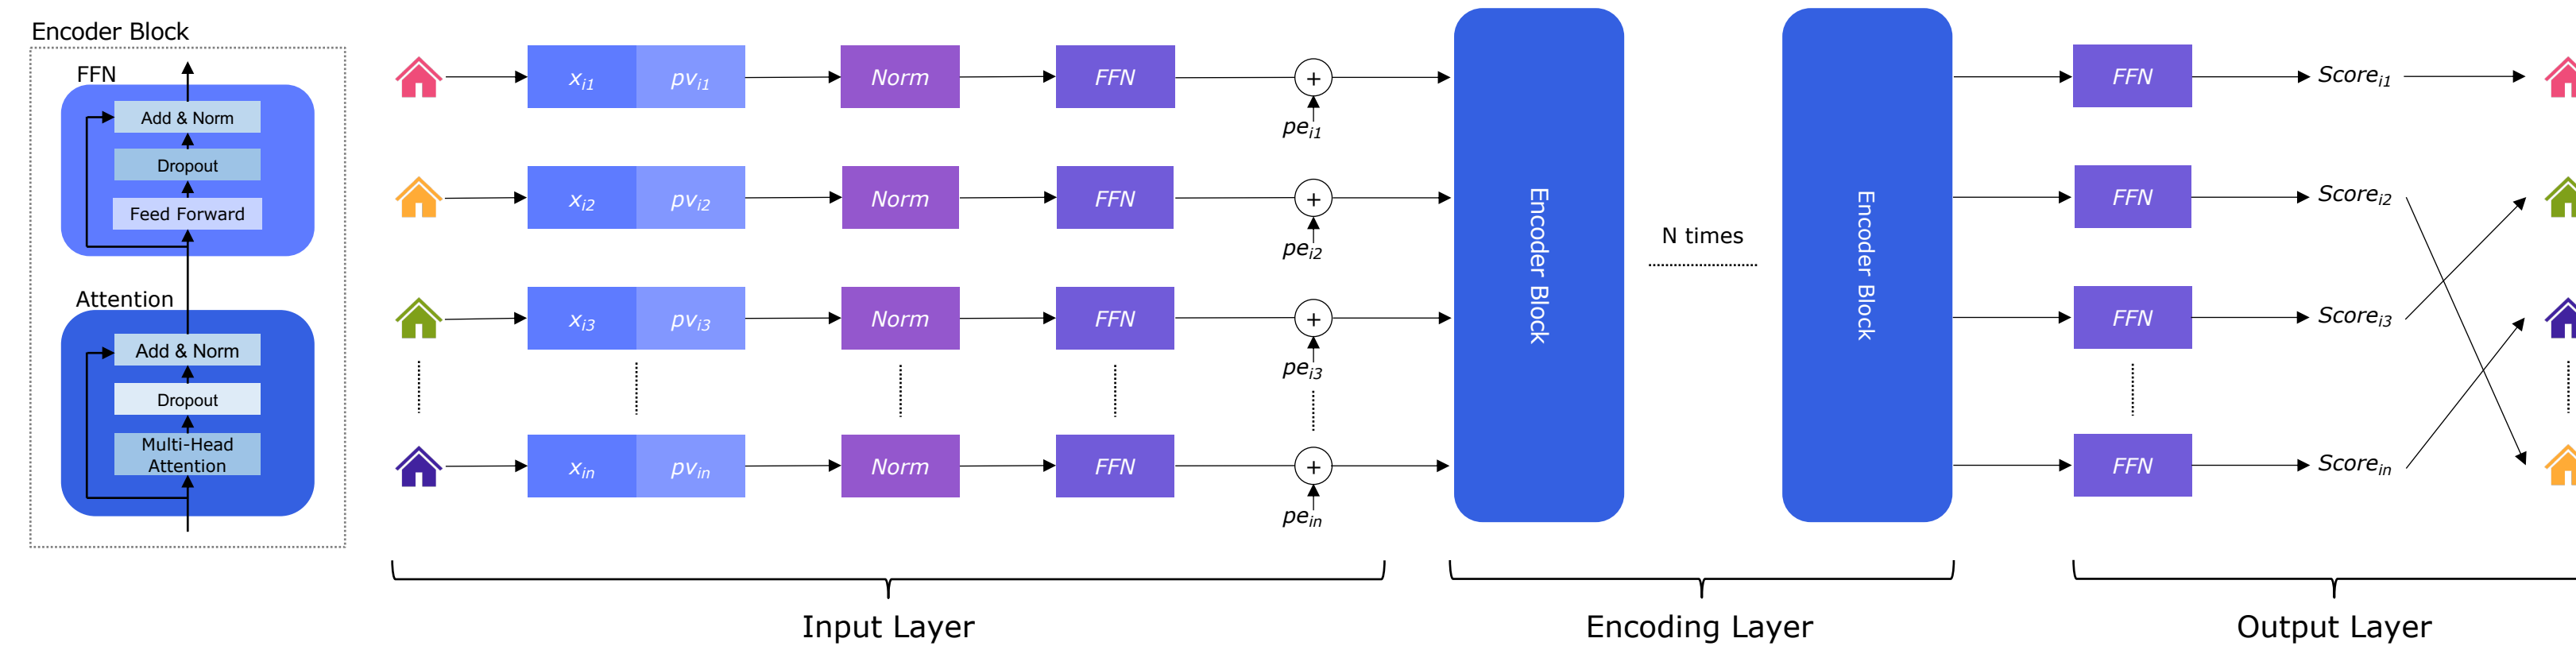 Encoder Block
FFN
Add & Norm
Dropout
Feed Forward
Attention
Add & Norm
Dropout
Multi-Head
Attention
x_i1 pv_i1 Norm FFN + pe_i1
x_i2 pv_i2 Norm FFN + pe_i2
x_i3 pv_i3 Norm FFN + pe_i3
x_in pv_in Norm FFN + pe_in
Input Layer
Encoder Block
N times
Encoder Block
Encoding Layer
FFN Score_i1
FFN Score_i2
FFN Score_i3
FFN Score_in
Output Layer